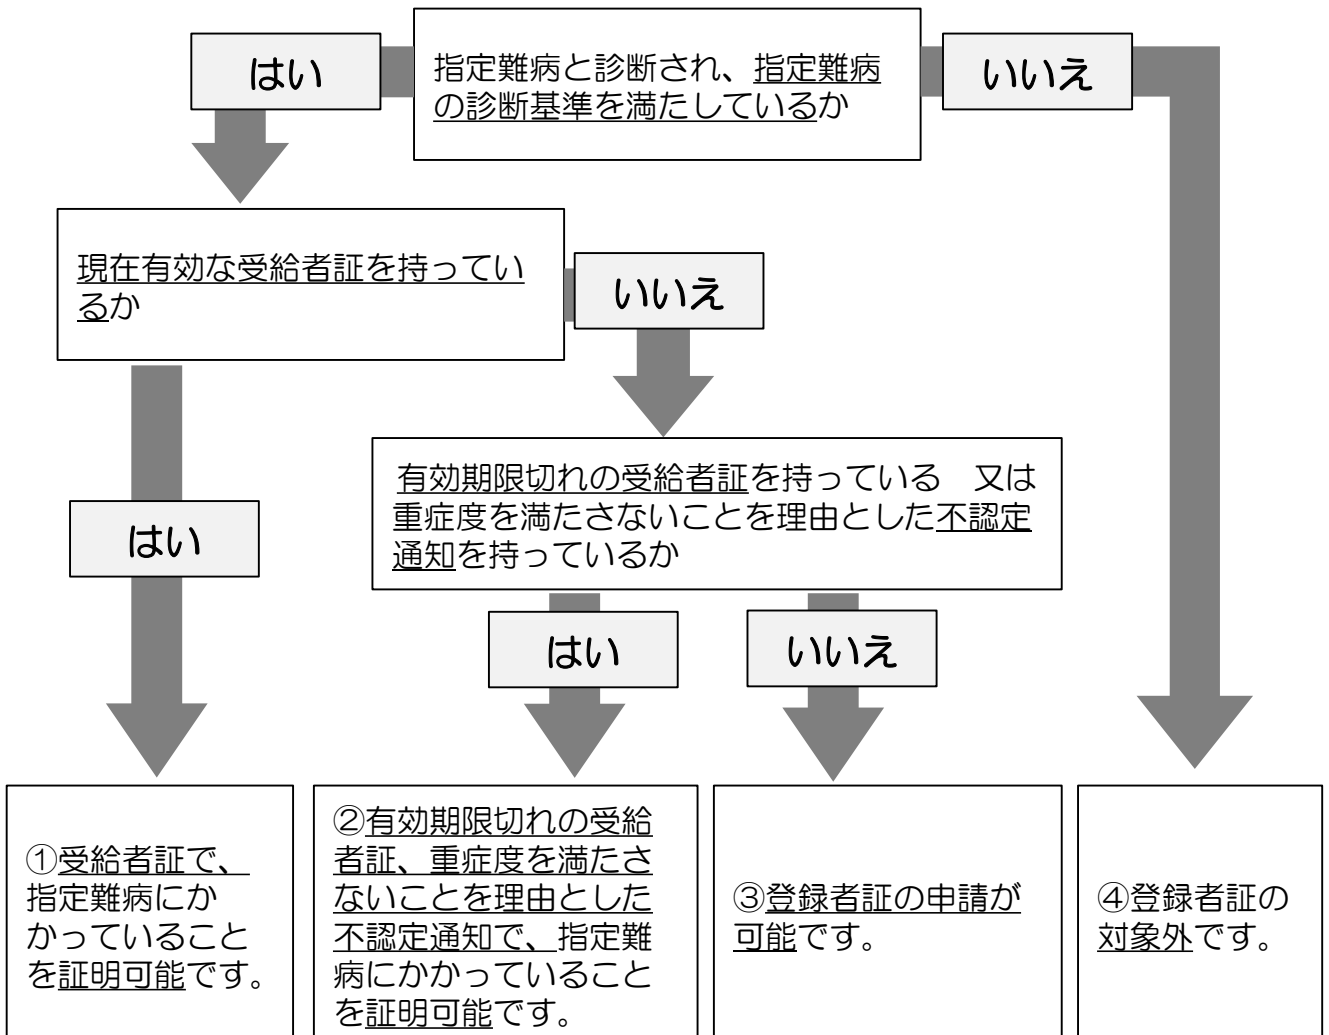 はい
指定難病と診断され、指定難病
の診断基準を満たしているか
いいえ
現在有効な受給者証を持ってい
るか
いいえ
有効期限切れの受給者証を持っている　又は
重症度を満たさないことを理由とした不認定
通知を持っているか
はい
はい
いいえ
①受給者証で、
指定難病にか
かっていること
を証明可能です。
②有効期限切れの受給
者証、重症度を満たさ
ないことを理由とした
不認定通知で、指定難
病にかかっていること
を証明可能です。
③登録者証の申請が
可能です。
④登録者証の
対象外です。